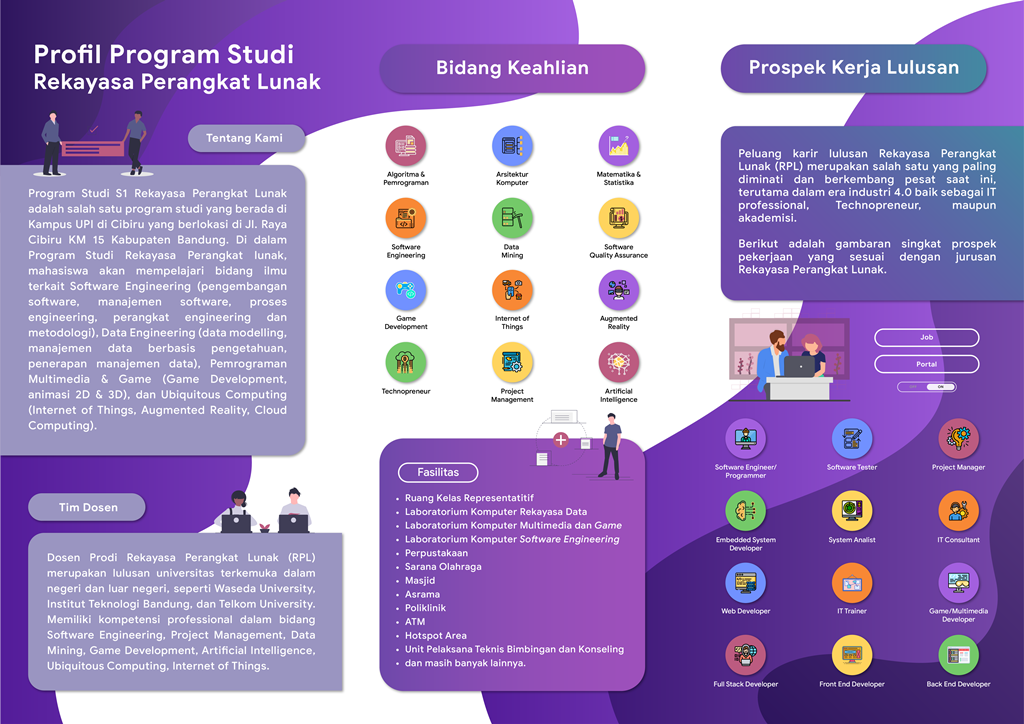 Profil Program Studi
Rekayasa Perangkat Lunak
Tentang Kami
Program Studi S1 Rekayasa Perangkat Lunak
adalah salah satu program studi yang berada di
Kampus UPI di Cibiru yang berlokasi di Jl. Raya
Cibiru KM 15 Kabupaten Bandung. Di dalam
Program Studi Rekayasa Perangkat lunak,
mahasiswa akan mempelajari bidang ilmu
terkait Software Engineering (pengembangan
software, manajemen software, proses
engineering, perangkat engineering dan
metodologi), Data Engineering (data modelling,
manajemen data berbasis pengetahuan,
penerapan manajemen data), Pemrograman
Multimedia & Game (Game Development,
animasi 2D & 3D), dan Ubiquitous Computing
(Internet of Things, Augmented Reality, Cloud
Computing).
Tim Dosen
Dosen Prodi Rekayasa Perangkat Lunak (RPL)
merupakan lulusan universitas terkemuka dalam
negeri dan luar negeri, seperti Waseda University,
Institut Teknologi Bandung, dan Telkom University.
Memiliki kompetensi professional dalam bidang
Software Engineering, Project Management, Data
Mining, Game Development, Artificial Intelligence,
Ubiquitous Computing, Internet of Things.
Bidang Keahlian
Algoritma &
Pemrograman
Arsitektur
Komputer
Matematika &
Statistika
Software
Engineering
Data
Mining
Software
Quality Assurance
Game
Development
Internet of
Things
Augmented
Reality
Technopreneur
Project
Management
Artificial
Intelligence
Fasilitas
• Ruang Kelas Representatitif
• Laboratorium Komputer Rekayasa Data
• Laboratorium Komputer Multimedia dan Game
• Laboratorium Komputer Software Engineering
• Perpustakaan
• Sarana Olahraga
• Masjid
• Asrama
• Poliklinik
• ATM
• Hotspot Area
• Unit Pelaksana Teknis Bimbingan dan Konseling
• dan masih banyak lainnya.
Prospek Kerja Lulusan
Peluang karir lulusan Rekayasa Perangkat
Lunak (RPL) merupakan salah satu yang paling
diminati dan berkembang pesat saat ini,
terutama dalam era industri 4.0 baik sebagai IT
professional, Technopreneur, maupun
akademisi.
Berikut adalah gambaran singkat prospek
pekerjaan yang sesuai dengan jurusan
Rekayasa Perangkat Lunak.
Job
Portal
OK
Software Engineer/
Programmer
Software Tester
Project Manager
Embedded System
Developer
System Analist
IT Consultant
Web Developer
IT Trainer
Game/Multimedia
Developer
Full Stack Developer
Front End Developer
Back End Developer